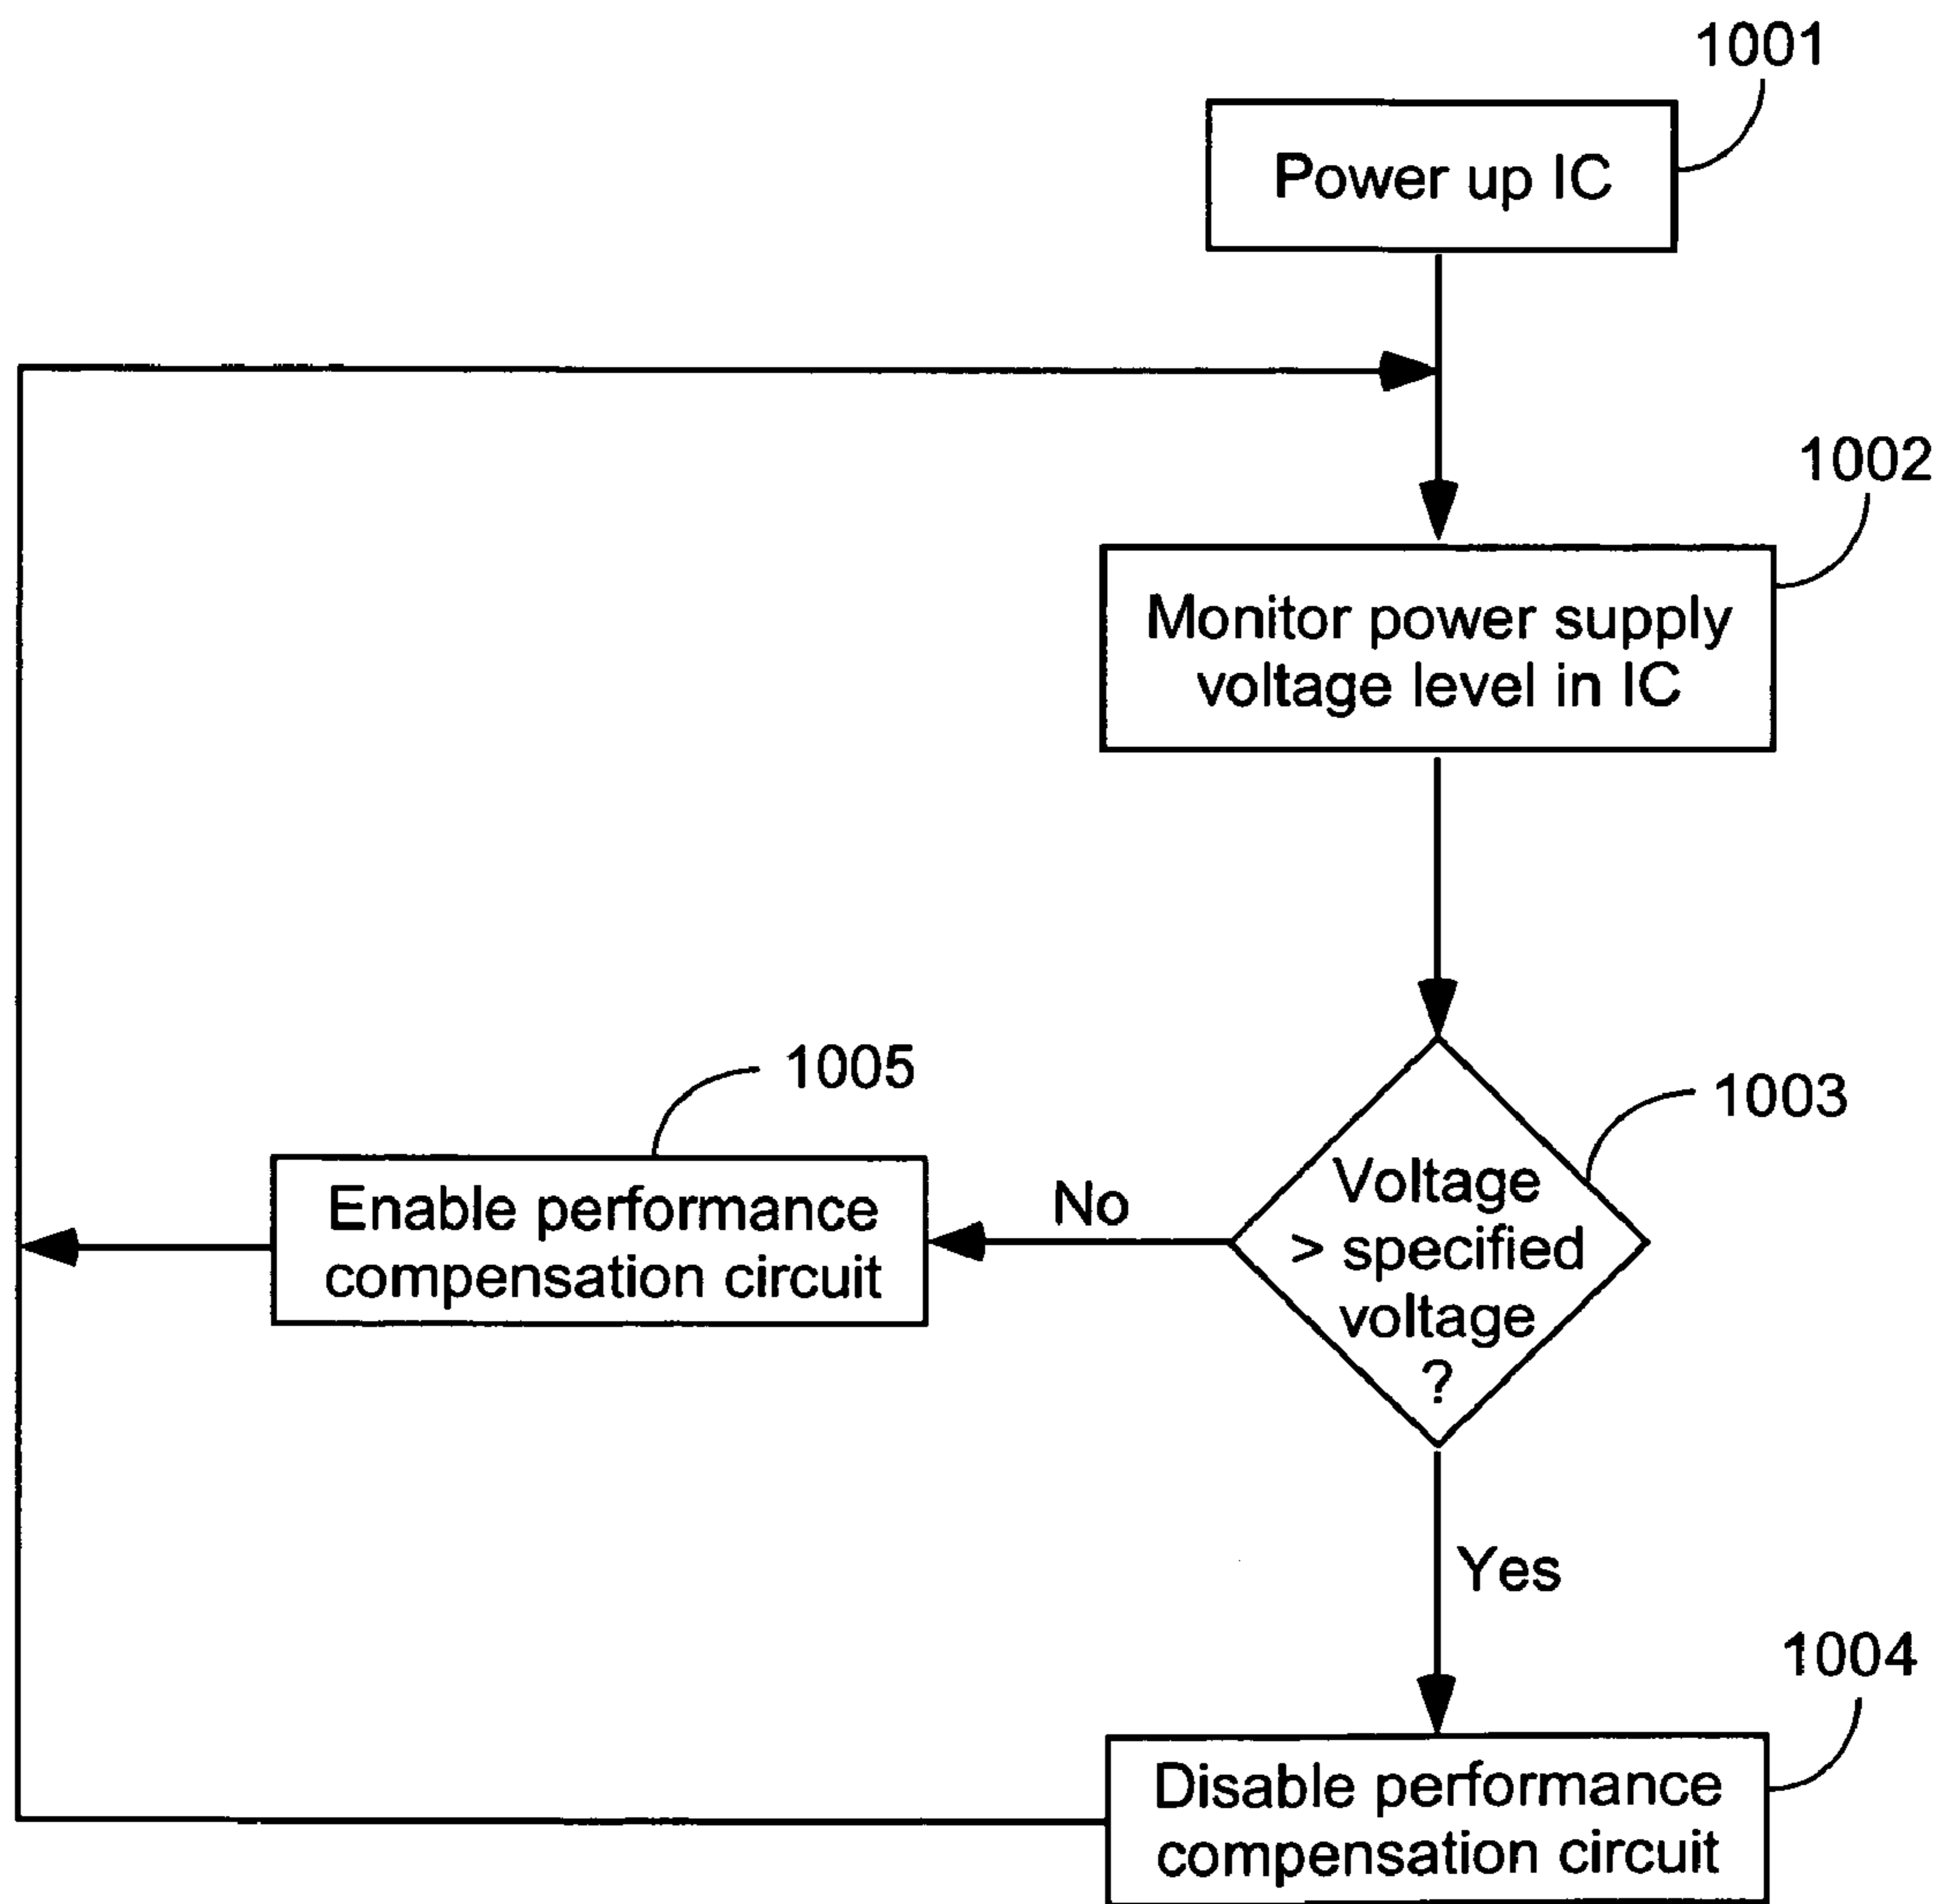 1001
Power up IC
1002
Monitor power supply
voltage level in IC
1005
1003
Enable performance
compensation circuit
No
Voltage
> specified
voltage
?
Yes
1004
Disable performance
compensation circuit